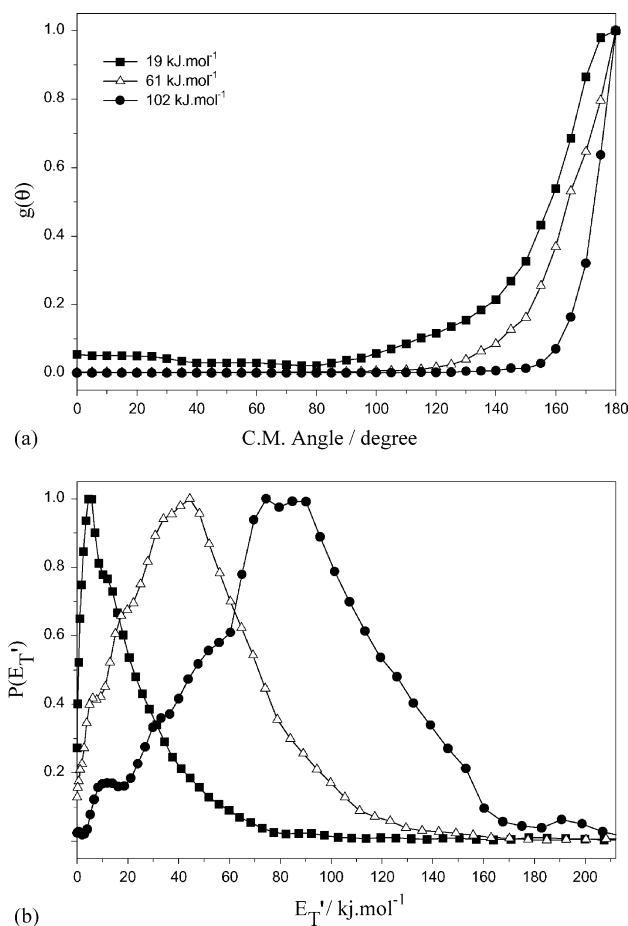 1.0
0.8
0.6
0.4
0.2
0.0
g(θ)
19 kJ.mol⁻¹
61 kJ.mol⁻¹
102 kJ.mol⁻¹
0 20 40 60 80 100 120 140 160 180
(a) C.M. Angle / degree
1.0
0.8
0.6
0.4
0.2
P(E_T')
0 20 40 60 80 100 120 140 160 180 200
(b) E_T'/ kj.mol⁻¹